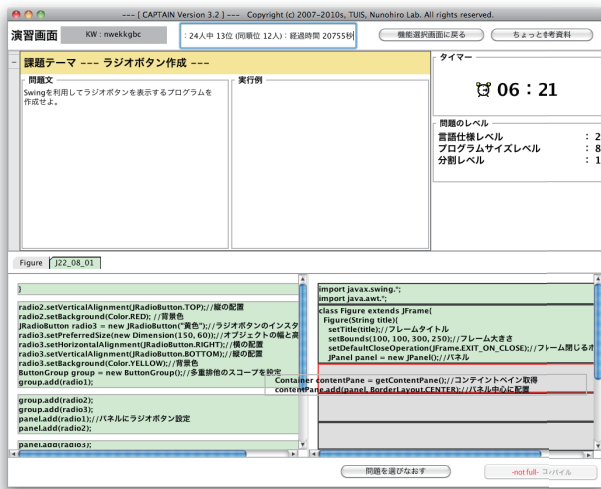 --- [ CAPTAIN Version 3.2 ] --- Copyright (c) 2007-2010s, TUIS, Nunohiro Lab. All rights reserved.
演習画面
KW : nwekkgbc
: 24人中 13位 (同順位 12人) : 経過時間 20755秒
機能選択画面に戻る
ちょっと参考資料
課題テーマ --- ラジオボタン作成 ---
問題文
Swingを利用してラジオボタンを表示するプログラムを
作成せよ。
実行例
タイマー
06 : 21
問題のレベル
言語仕様レベル : 2
プログラムサイズレベル : 8
分割レベル : 1
Figure
J22_08_01
}
radio2.setVerticalAlignment(JRadioButton.TOP);//縦の配置
radio2.setBackground(Color.RED); //背景色
JRadioButton radio3 = new JRadioButton("黄色");//ラジオボタンのインスタ
radio3.setPreferredSize(new Dimension(150, 60));//オブジェクトの幅と高
radio3.setHorizontalAlignment(JRadioButton.RIGHT);//横の配置
radio3.setVerticalAlignment(JRadioButton.BOTTOM);//縦の配置
radio3.setBackground(Color.YELLOW);//背景色
ButtonGroup group = new ButtonGroup();//多重排他のスコープを設定
group.add(radio1);
group.add(radio2);
group.add(radio3);
panel.add(radio1);//パネルにラジオボタン設定
panel.add(radio2);
panel.add(radio3);
import javax.swing.*;
import java.awt.*;
class Figure extends JFrame{
Figure(String title){
setTitle(title);//フレームタイトル
setBounds(100, 100, 300, 250);//フレーム大きさ
setDefaultCloseOperation(JFrame.EXIT_ON_CLOSE);//フレーム閉じるボ
JPanel panel = new JPanel();//パネル
Container contentPane = getContentPane();//コンテイントペイン取得
contentPane.add(panel, BorderLayout.CENTER);//パネル中心に配置
問題を選びなおす
-not full- コンパイル